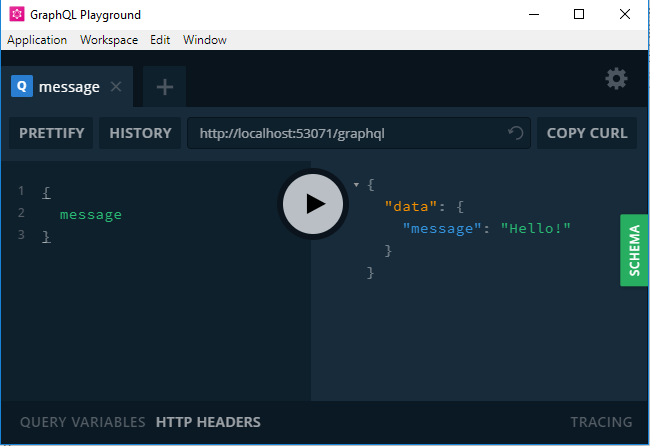 GraphQL Playground
Application Workspace Edit Window
Q message
PRETTIFY HISTORY http://localhost:53071/graphql COPY CURL
1 {
2 message
3 }
{
"data": {
"message": "Hello!"
}
}
SCHEMA
QUERY VARIABLES HTTP HEADERS TRACING